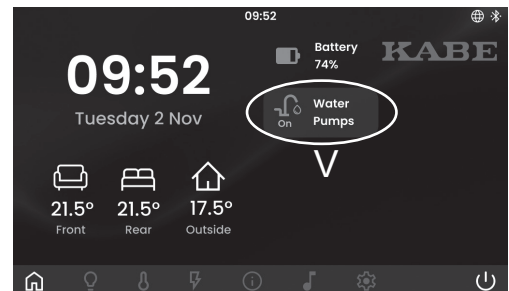 09:52
09:52
Tuesday 2 Nov
Battery
74%
KABE
On
Water
Pumps
V
21.5°
21.5°
17.5°
Front
Rear
Outside